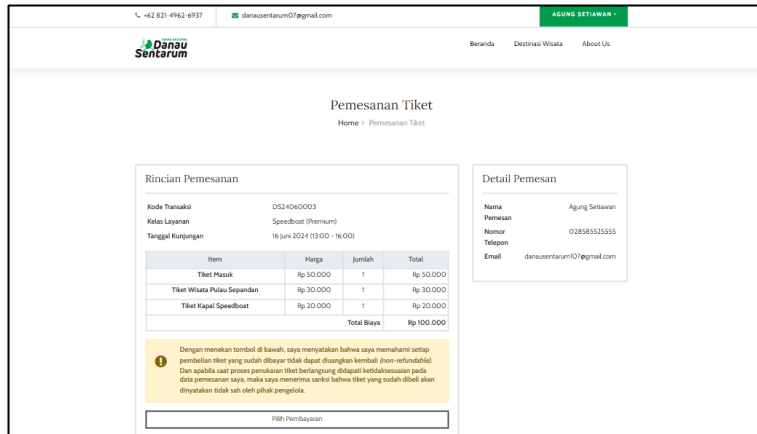 +62 821-4962-6937
danausentarum07@gmail.com
AGUNG SETIAWAN
Danau
Sentarum
Beranda
Destinasi Wisata
About Us
Pemesanan Tiket
Home > Pemesanan Tiket
Rincian Pemesanan
Kode Transaksi DS24060003
Kelas Layanan Speedboat (Premium)
Tanggal Kunjungan 16 Juni 2024 (13:00 - 16:00)
Item Harga Jumlah Total
Tiket Masuk Rp 50.000 1 Rp 50.000
Tiket Wisata Pulau Sepandan Rp 30.000 1 Rp 30.000
Tiket Kapal Speedboat Rp 20.000 1 Rp 20.000
Total Biaya Rp 100.000
Dengan menekan tombol di bawah, saya menyatakan bahwa saya memahami setiap
pembelian tiket yang sudah dibayar tidak dapat diuangkan kembali (non-refundable).
Dan apabila saat proses penukaran tiket berlangsung didapati ketidaksesuaian pada
data pemesanan saya, maka saya menerima sanksi bahwa tiket yang sudah dibeli akan
dinyatakan tidak sah oleh pihak pengelola.
Pilih Pembayaran
Detail Pemesan
Nama Agung Setiawan
Pemesan
Nomor 028585525555
Telepon
Email danausentarum107@gmail.com